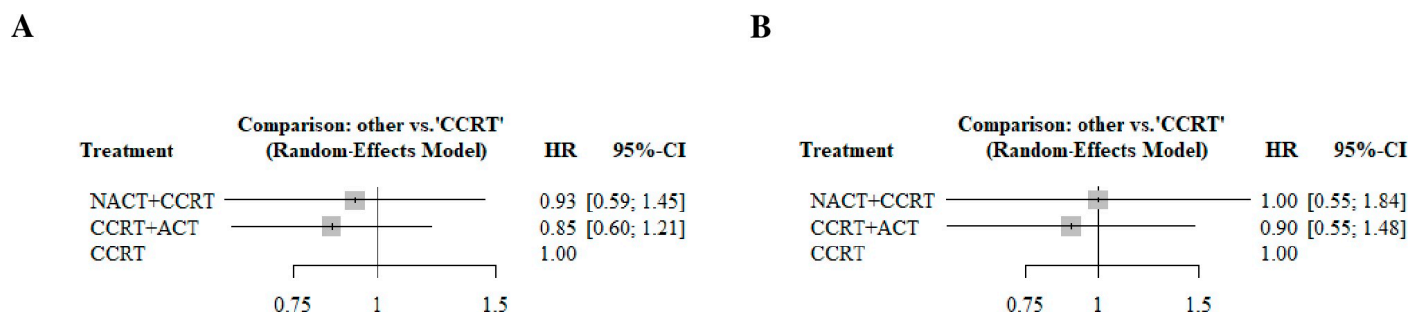 A
Comparison: other vs.'CCRT'
Treatment (Random-Effects Model) HR 95%-CI
NACT+CCRT 0.93 [0.59; 1.45]
CCRT+ACT 0.85 [0.60; 1.21]
CCRT 1.00
0.75 1 1.5
B
Comparison: other vs.'CCRT'
Treatment (Random-Effects Model) HR 95%-CI
NACT+CCRT 1.00 [0.55; 1.84]
CCRT+ACT 0.90 [0.55; 1.48]
CCRT 1.00
0.75 1 1.5